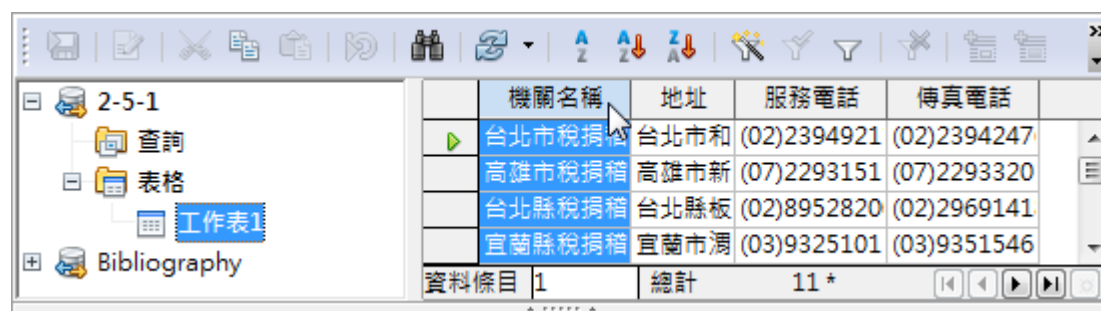 2-5-1
查詢
表格
工作表1
Bibliography
機關名稱 地址 服務電話 傳真電話
台北市稅捐稽 台北市和 (02)2394921 (02)2394247
高雄市稅捐稽 高雄市新 (07)2293151 (07)2293320
台北縣稅捐稽 台北縣板 (02)8952820 (02)2969141
宜蘭縣稅捐稽 宜蘭市渭 (03)9325101 (03)9351546
資料條目 1 總計 11 *